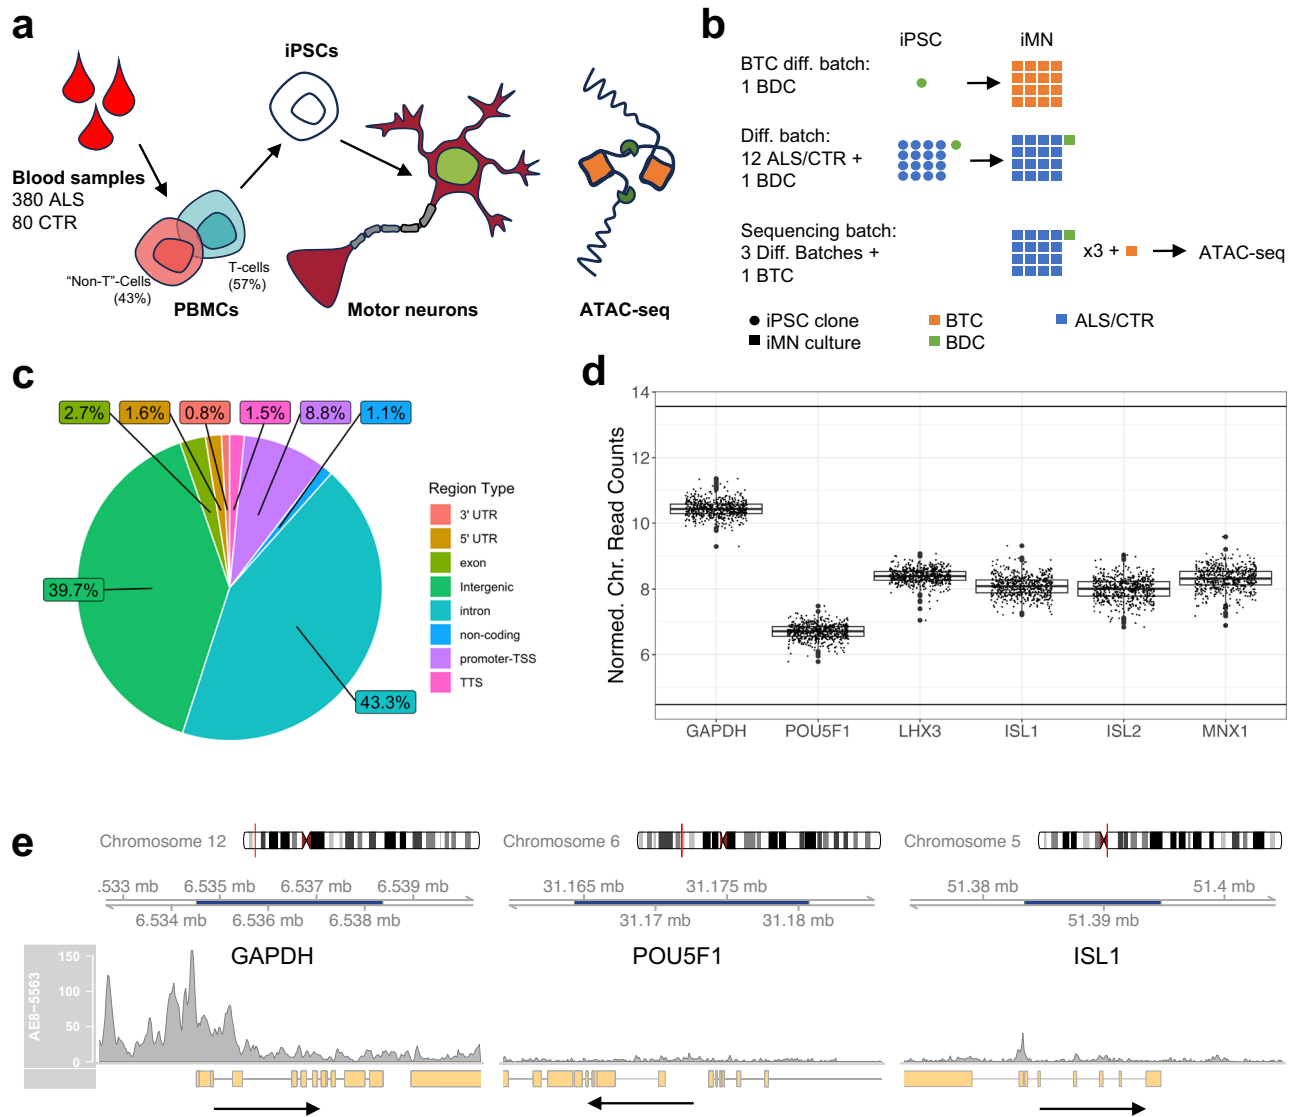 a
iPSCs
Blood samples
380 ALS
80 CTR
“Non-T”-Cells
(43%)
T-cells
(57%)
PBMCs
Motor neurons
ATAC-seq
b
iPSC
iMN
BTC diff. batch:
1 BDC
Diff. batch:
12 ALS/CTR +
1 BDC
Sequencing batch:
3 Diff. Batches +
1 BTC
x3 +
ATAC-seq
iPSC clone
iMN culture
BTC
BDC
ALS/CTR
c
2.7%
1.6%
0.8%
1.5%
8.8%
1.1%
39.7%
43.3%
Region Type
3' UTR
5' UTR
exon
Intergenic
intron
non-coding
promoter-TSS
TTS
d
Normed. Chr. Read Counts
14
12
10
8
6
GAPDH
POU5F1
LHX3
ISL1
ISL2
MNX1
e
Chromosome 12
Chromosome 6
Chromosome 5
.533 mb
6.535 mb
6.537 mb
6.539 mb
6.534 mb
6.536 mb
6.538 mb
31.165 mb
31.175 mb
31.17 mb
31.18 mb
51.38 mb
51.4 mb
51.39 mb
AE8-5563
150
100
50
0
GAPDH
POU5F1
ISL1